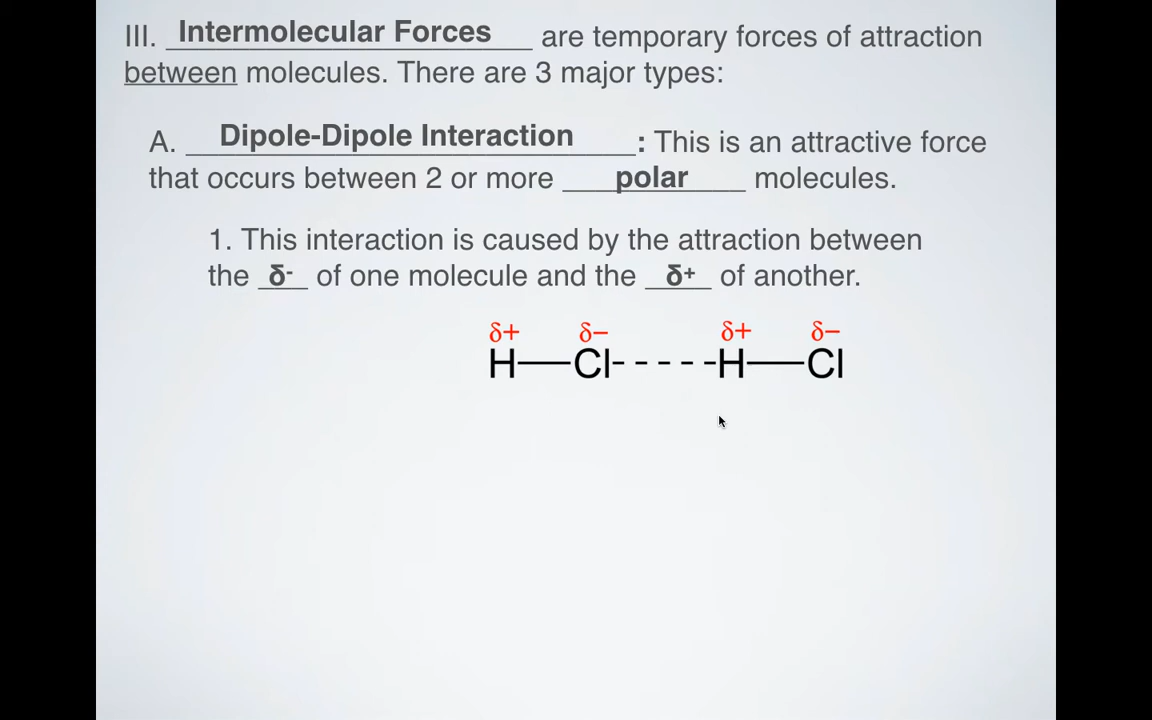 III. Intermolecular Forces are temporary forces of attraction
between molecules. There are 3 major types:
A. Dipole-Dipole Interaction: This is an attractive force
that occurs between 2 or more polar molecules.
1. This interaction is caused by the attraction between
the δ- of one molecule and the δ+ of another.
δ+ δ− δ+ δ−
H—Cl-----H—Cl